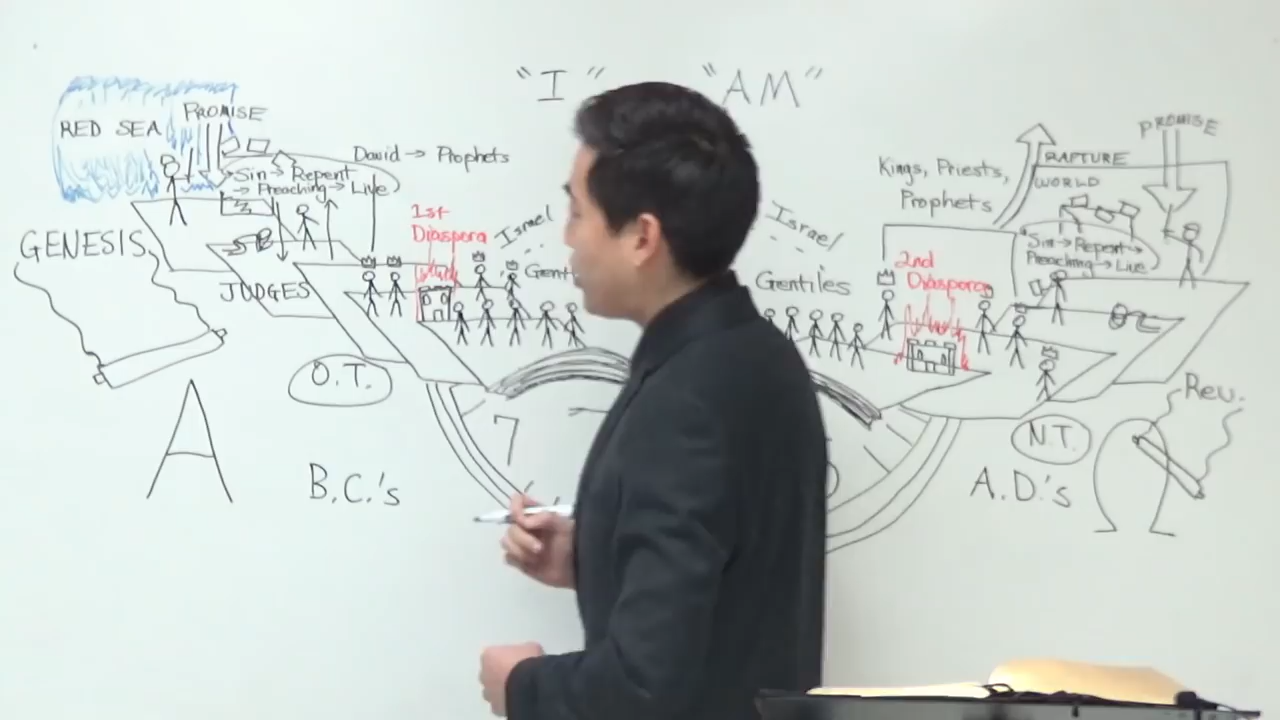 "I" "AM"
RED SEA
PROMISE
David → Prophets
Sin → Repent
→ Preaching → Live
GENESIS
JUDGES
1st
Diaspora
Israel
Gent
O.T.
A
B.C.'s
7
Israel
Gentiles
Kings, Priests,
Prophets
2nd
Diaspora
RAPTURE
WORLD
PROMISE
Sin → Repent →
Preaching → Live
N.T.
A.D.'s
Rev.
Ω